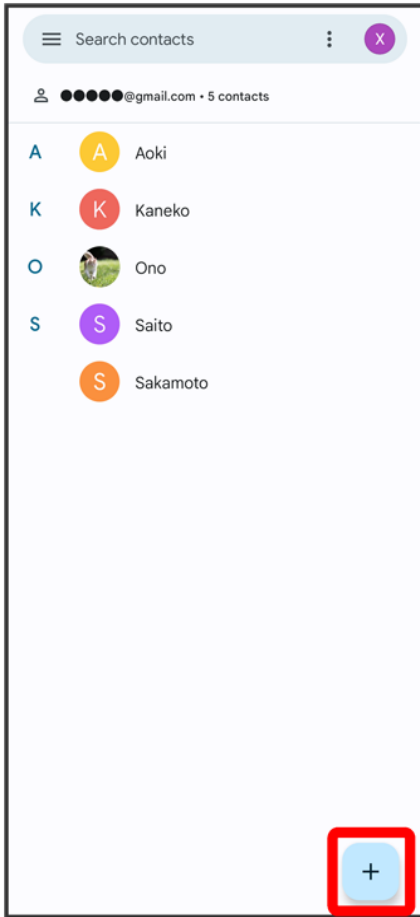 Search contacts
X
●●●●●@gmail.com • 5 contacts
A A Aoki
K K Kaneko
O Ono
S S Saito
S Sakamoto
+